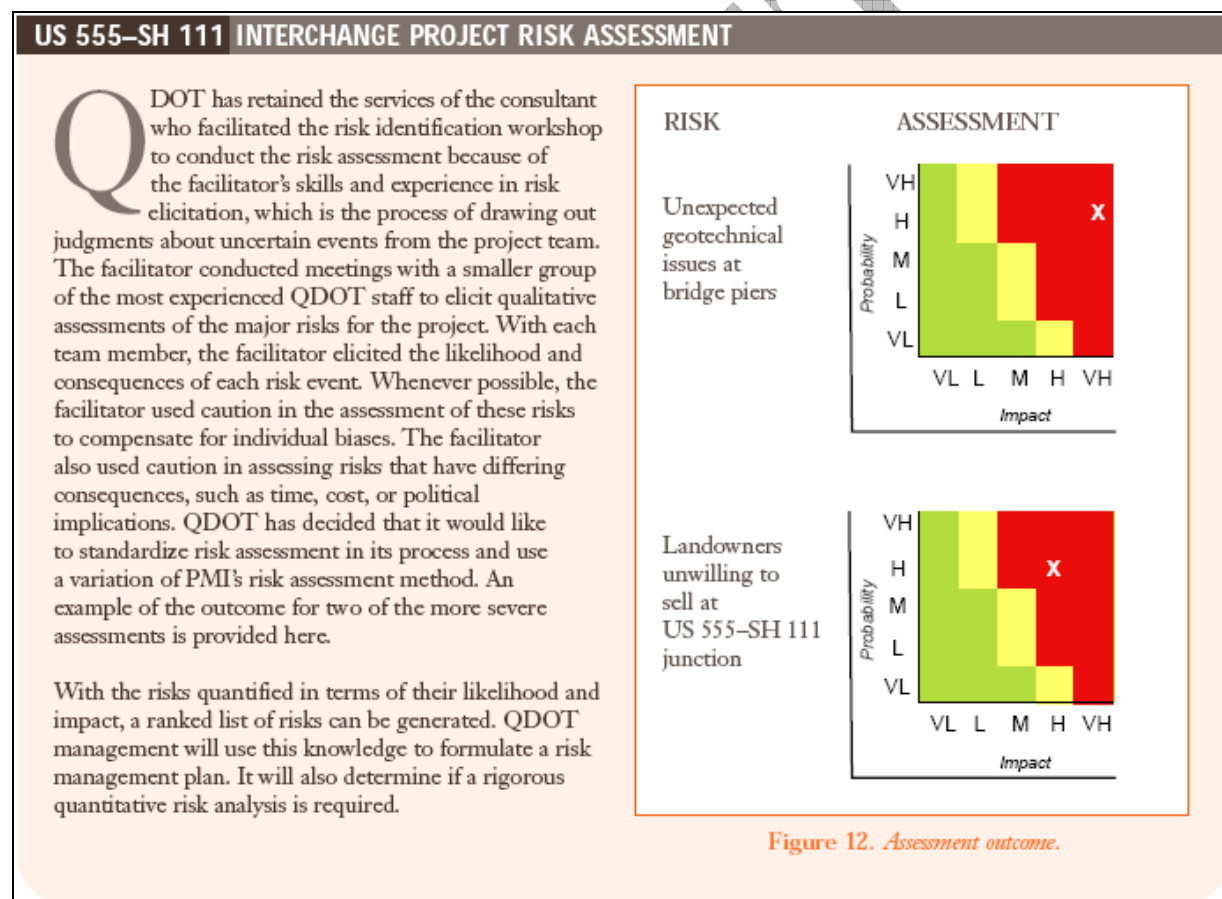 US 555–SH 111 INTERCHANGE PROJECT RISK ASSESSMENT
QDOT has retained the services of the consultant
who facilitated the risk identification workshop
to conduct the risk assessment because of
the facilitator's skills and experience in risk
elicitation, which is the process of drawing out
judgments about uncertain events from the project team.
The facilitator conducted meetings with a smaller group
of the most experienced QDOT staff to elicit qualitative
assessments of the major risks for the project. With each
team member, the facilitator elicited the likelihood and
consequences of each risk event. Whenever possible, the
facilitator used caution in the assessment of these risks
to compensate for individual biases. The facilitator
also used caution in assessing risks that have differing
consequences, such as time, cost, or political
implications. QDOT has decided that it would like
to standardize risk assessment in its process and use
a variation of PMI's risk assessment method. An
example of the outcome for two of the more severe
assessments is provided here.
With the risks quantified in terms of their likelihood and
impact, a ranked list of risks can be generated. QDOT
management will use this knowledge to formulate a risk
management plan. It will also determine if a rigorous
quantitative risk analysis is required.
RISK ASSESSMENT
Unexpected
geotechnical
issues at
bridge piers
Probability
VH
H
M
L
VL
X
VL L M H VH
Impact
Landowners
unwilling to
sell at
US 555–SH 111
junction
Probability
VH
H
M
L
VL
X
VL L M H VH
Impact
Figure 12. Assessment outcome.